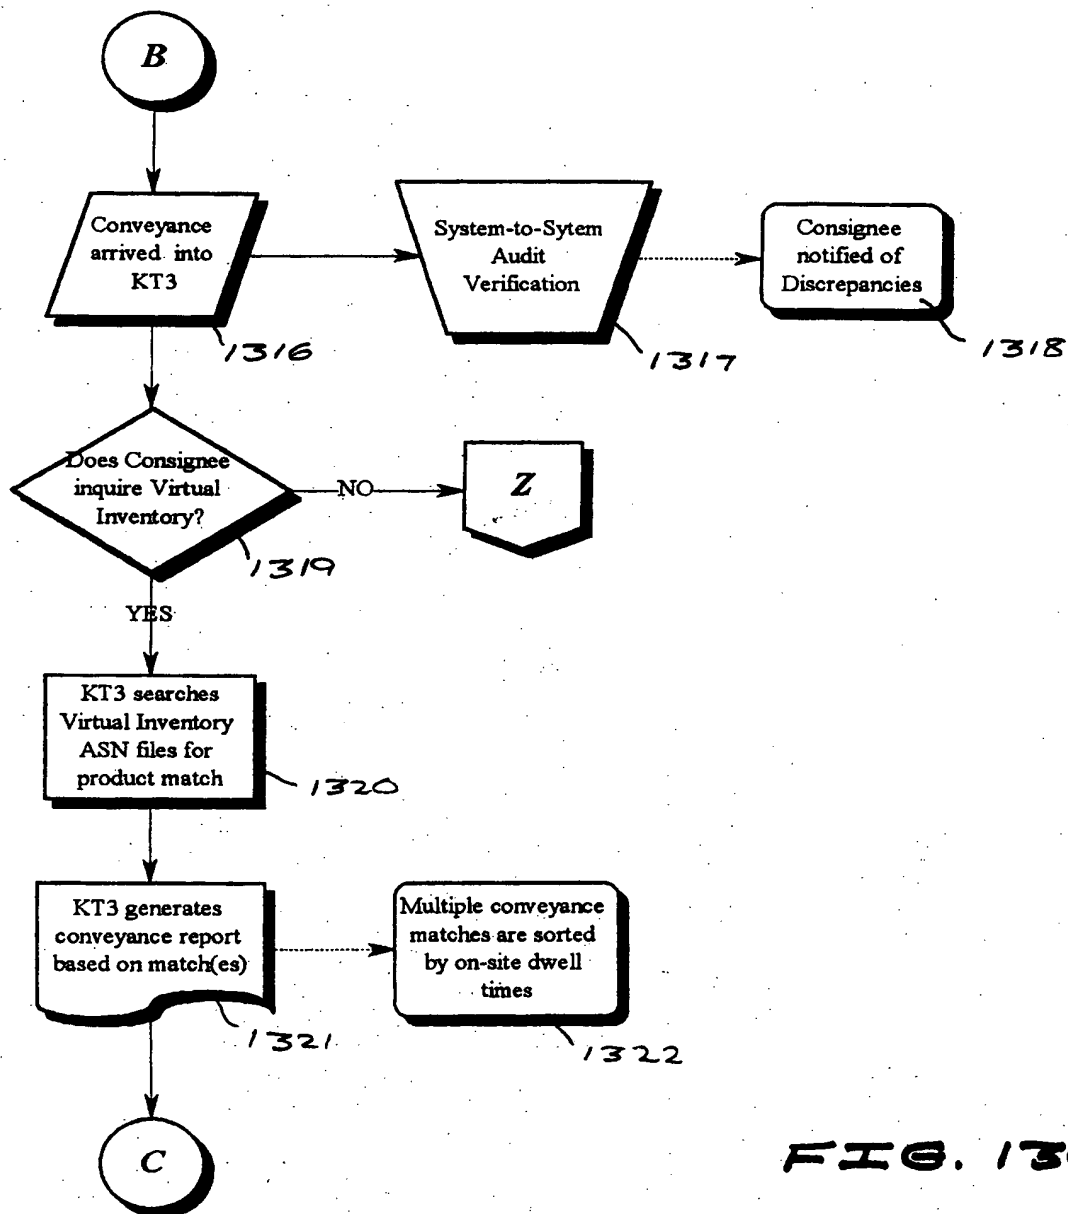 B
Conveyance
arrived into
KT3
1316
System-to-Sytem
Audit
Verification
1317
Consignee
notified of
Discrepancies
1318
Does Consignee
inquire Virtual
Inventory?
1319
NO
Z
YES
KT3 searches
Virtual Inventory
ASN files for
product match
1320
KT3 generates
conveyance report
based on match(es)
1321
Multiple conveyance
matches are sorted
by on-site dwell
times
1322
C
FIG. 13